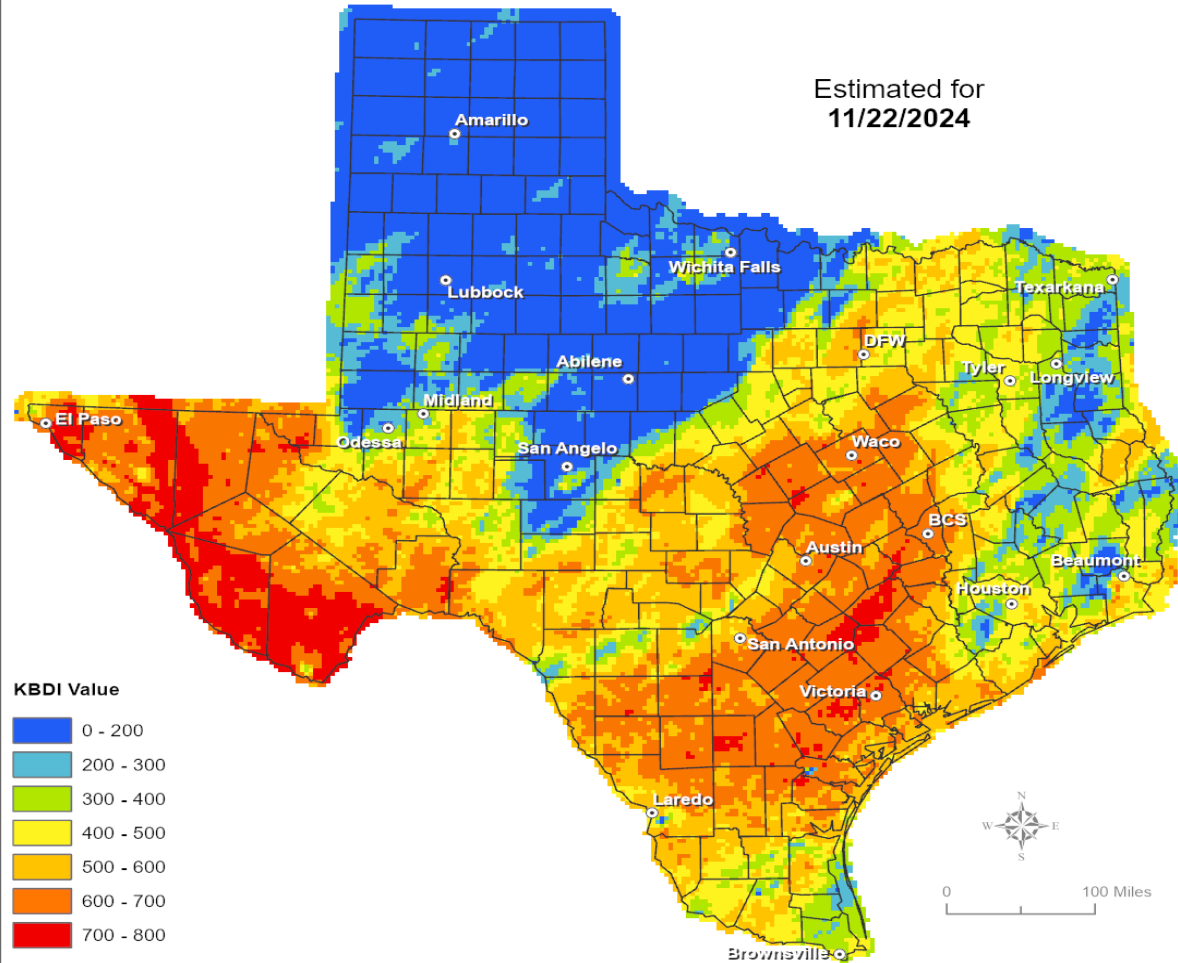 Estimated for
11/22/2024
Amarillo
Wichita Falls
Lubbock
Texarkana
DFW
Abilene
Tyler
Longview
Midland
El Paso
Odessa
San Angelo
Waco
BCS
Austin
Beaumont
Houston
San Antonio
Victoria
Laredo
Brownsville
KBDI Value
0 - 200
200 - 300
300 - 400
400 - 500
500 - 600
600 - 700
700 - 800
N
W E
S
0 100 Miles